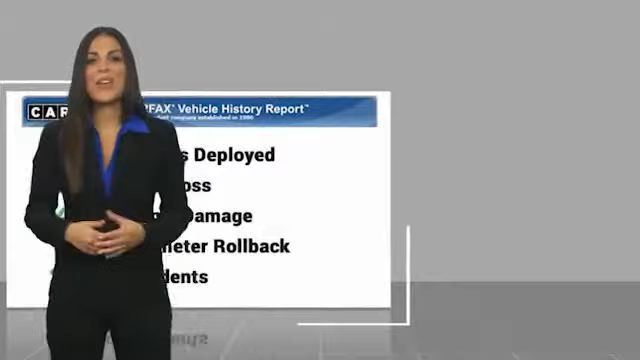 CAR FAX Vehicle History Report™
s Deployed
oss
Damage
meter Rollback
dents